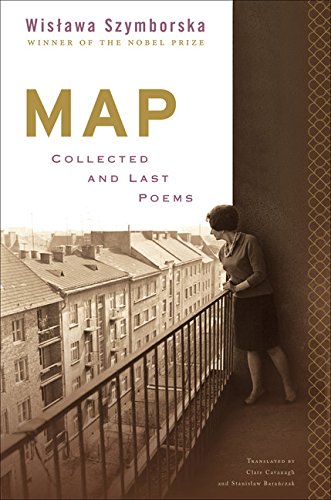 Wisława Szymborska
WINNER OF THE NOBEL PRIZE
MAP
COLLECTED
AND LAST
POEMS
TRANSLATED BY
Clare Cavanagh
and Stanisław Barańczak